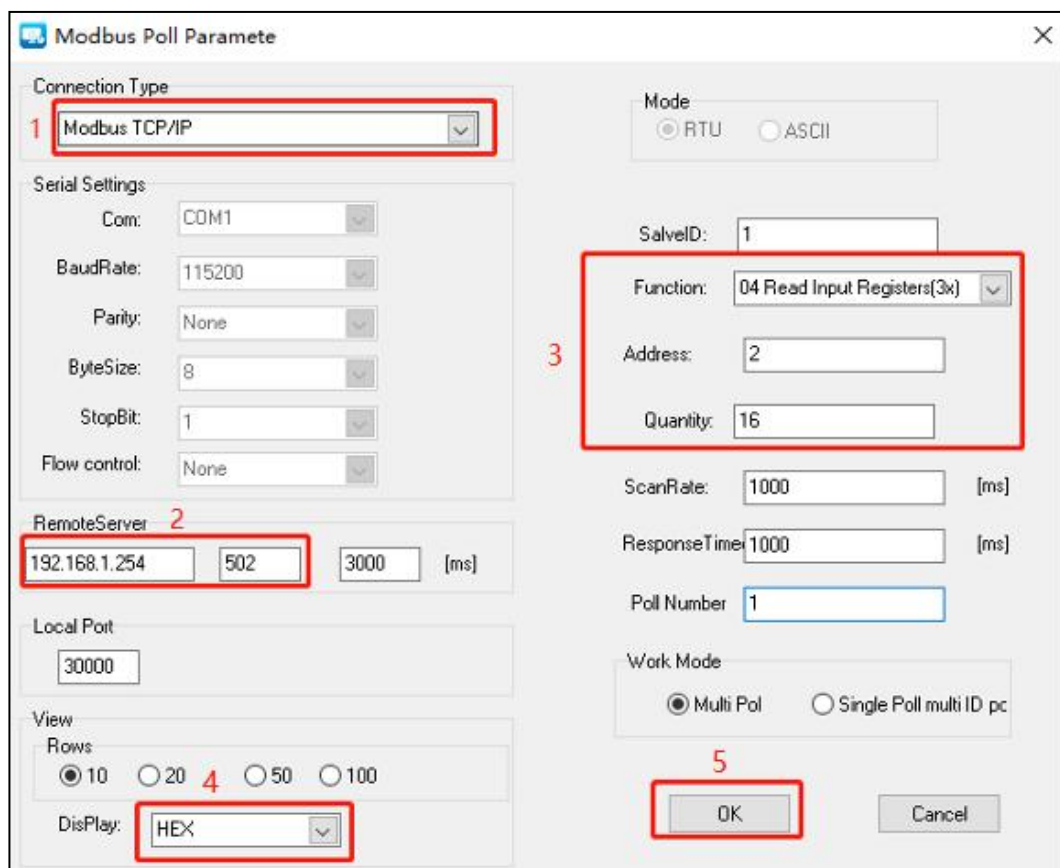 Modbus Poll Paramete
Connection Type
1
Modbus TCP/IP
Serial Settings
Com: COM1
BaudRate: 115200
Parity: None
ByteSize: 8
StopBit: 1
Flow control: None
RemoteServer 2
192.168.1.254 502 3000 [ms]
Local Port
30000
View
Rows
10 20 50 100
4
DisPlay: HEX
Mode
RTU ASCII
SalveID: 1
3
Function: 04 Read Input Registers(3x)
Address: 2
Quantity: 16
ScanRate: 1000 [ms]
ResponseTime 1000 [ms]
Poll Number 1
Work Mode
Multi Pol Single Poll multi ID pc
5
OK Cancel